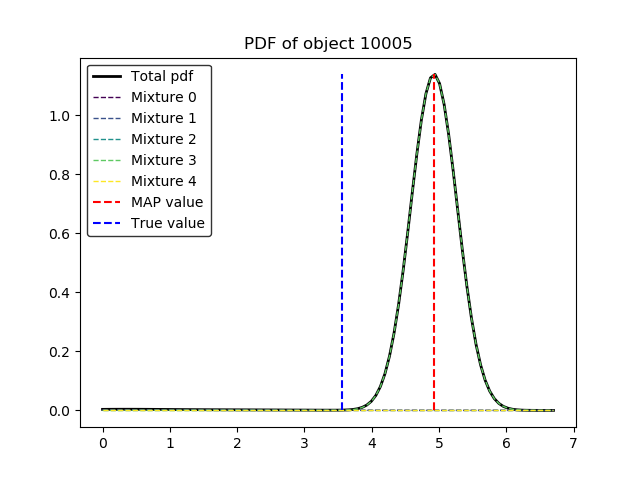 PDF of object 10005
Total pdf
Mixture 0
Mixture 1
Mixture 2
Mixture 3
Mixture 4
MAP value
True value
1.0
0.8
0.6
0.4
0.2
0.0
0 1 2 3 4 5 6 7